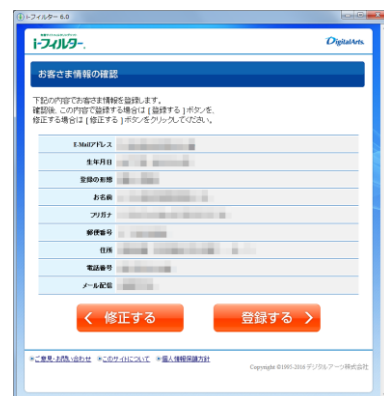 i-フィルター 6.0
i-フィルター®
DigitalArts®
お客さま情報の確認
下記の内容でお客さま情報を登録します。
確認後、この内容で登録する場合は [ 登録する ] ボタンを、
修正する場合は [ 修正する ] ボタンをクリックしてください。
E-Mailアドレス
生年月日
登録の形態
お名前
フリガナ
郵便番号
住所
電話番号
メール配信
修正する
登録する
ご意見・お問い合わせ このサイトについて 個人情報保護方針
Copyright ©1995-2016 デジタルアーツ株式会社